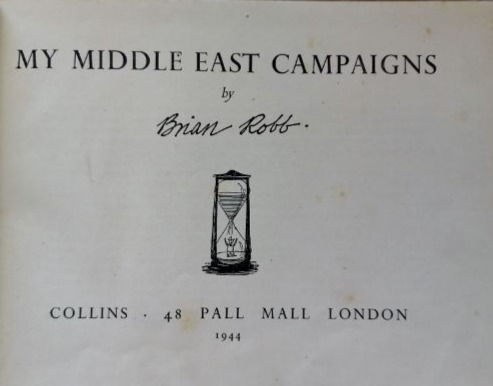 MY MIDDLE EAST CAMPAIGNS
by
Brian Robb.
COLLINS · 48 PALL MALL LONDON
1944